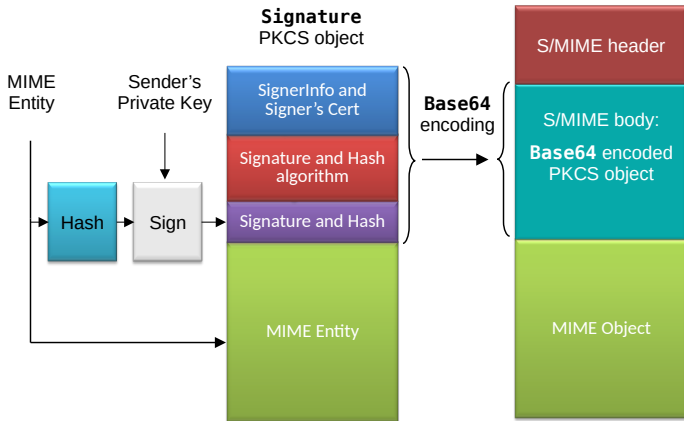 Signature
PKCS object
MIME
Entity
Sender’s
Private Key
Hash
Sign
SignerInfo and
Signer’s Cert
Signature and Hash
algorithm
Signature and Hash
MIME Entity
Base64
encoding
S/MIME header
S/MIME body:
Base64 encoded
PKCS object
MIME Object